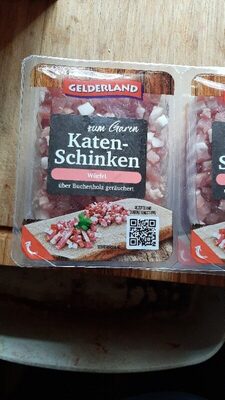 GELDERLAND
zum Garen
Katen-
Schinken
Würfel
über Buchenholz geräuchert